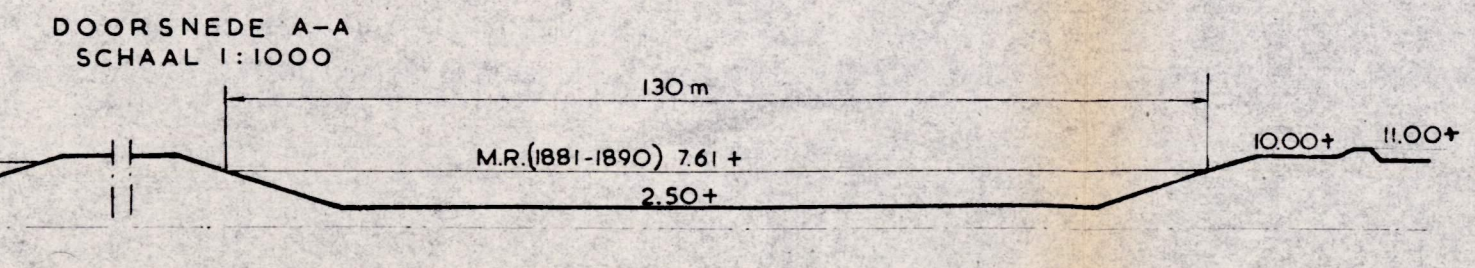 DOORSNEDE A-A
SCHAAL 1:1000
130 m
M.R.(1881-1890) 7.61 +
2.50+
10.00+
11.00+